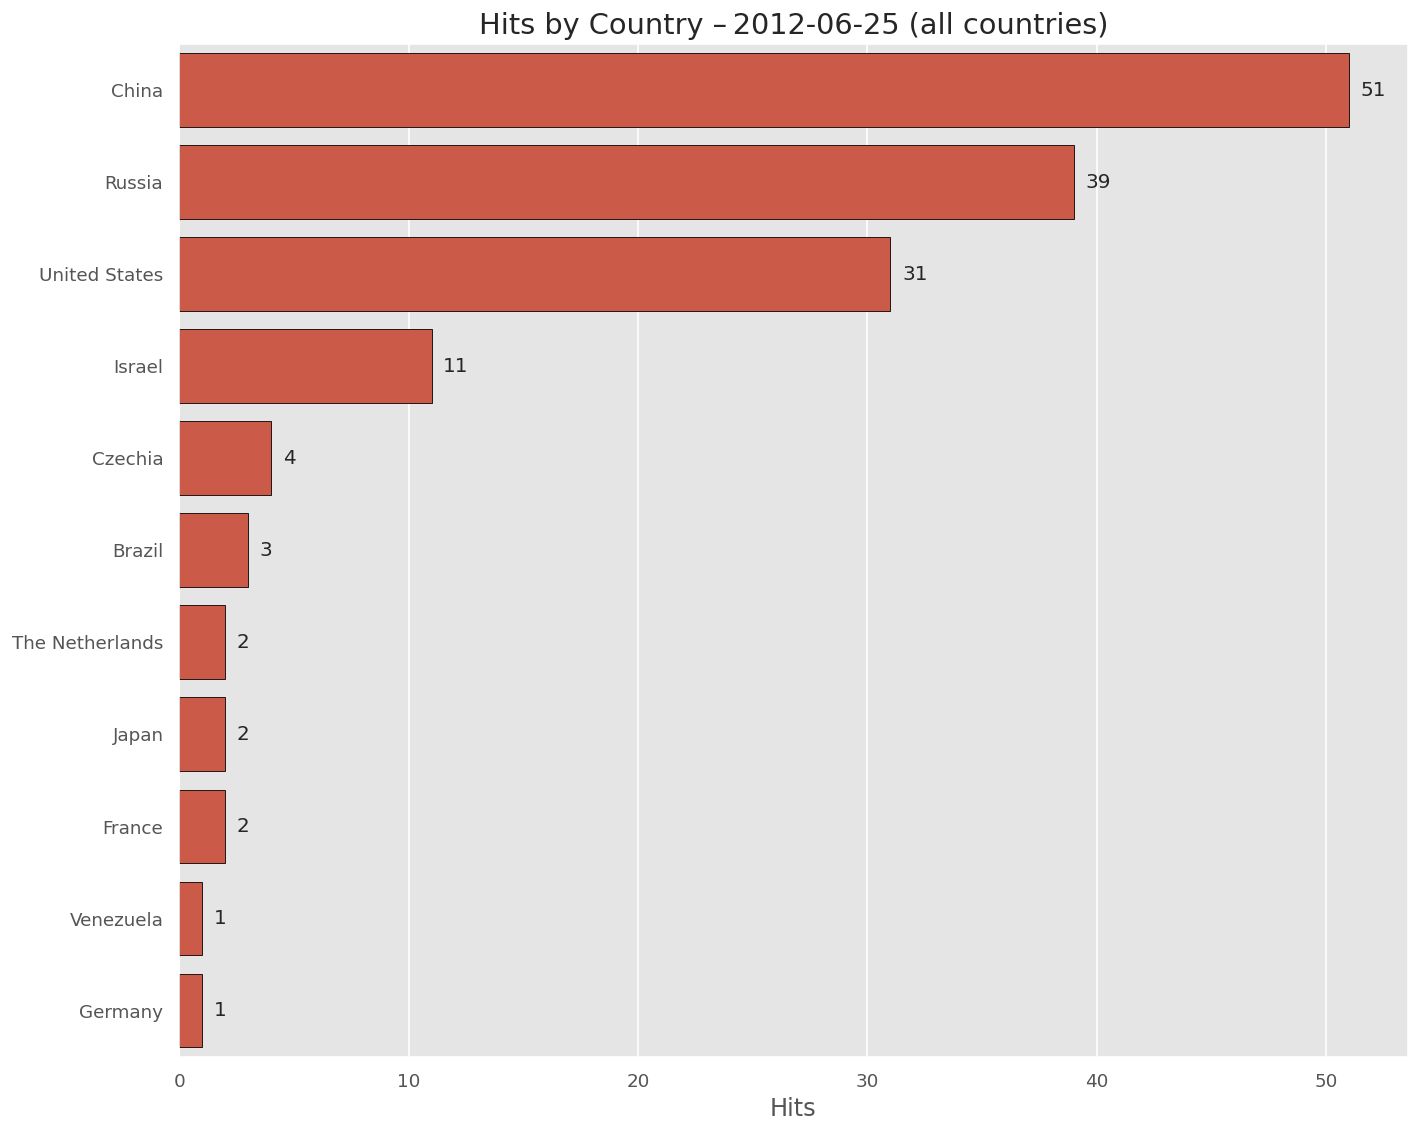 Hits by Country – 2012-06-25 (all countries)
China 51
Russia 39
United States 31
Israel 11
Czechia 4
Brazil 3
The Netherlands 2
Japan 2
France 2
Venezuela 1
Germany 1
0 10 20 30 40 50
Hits